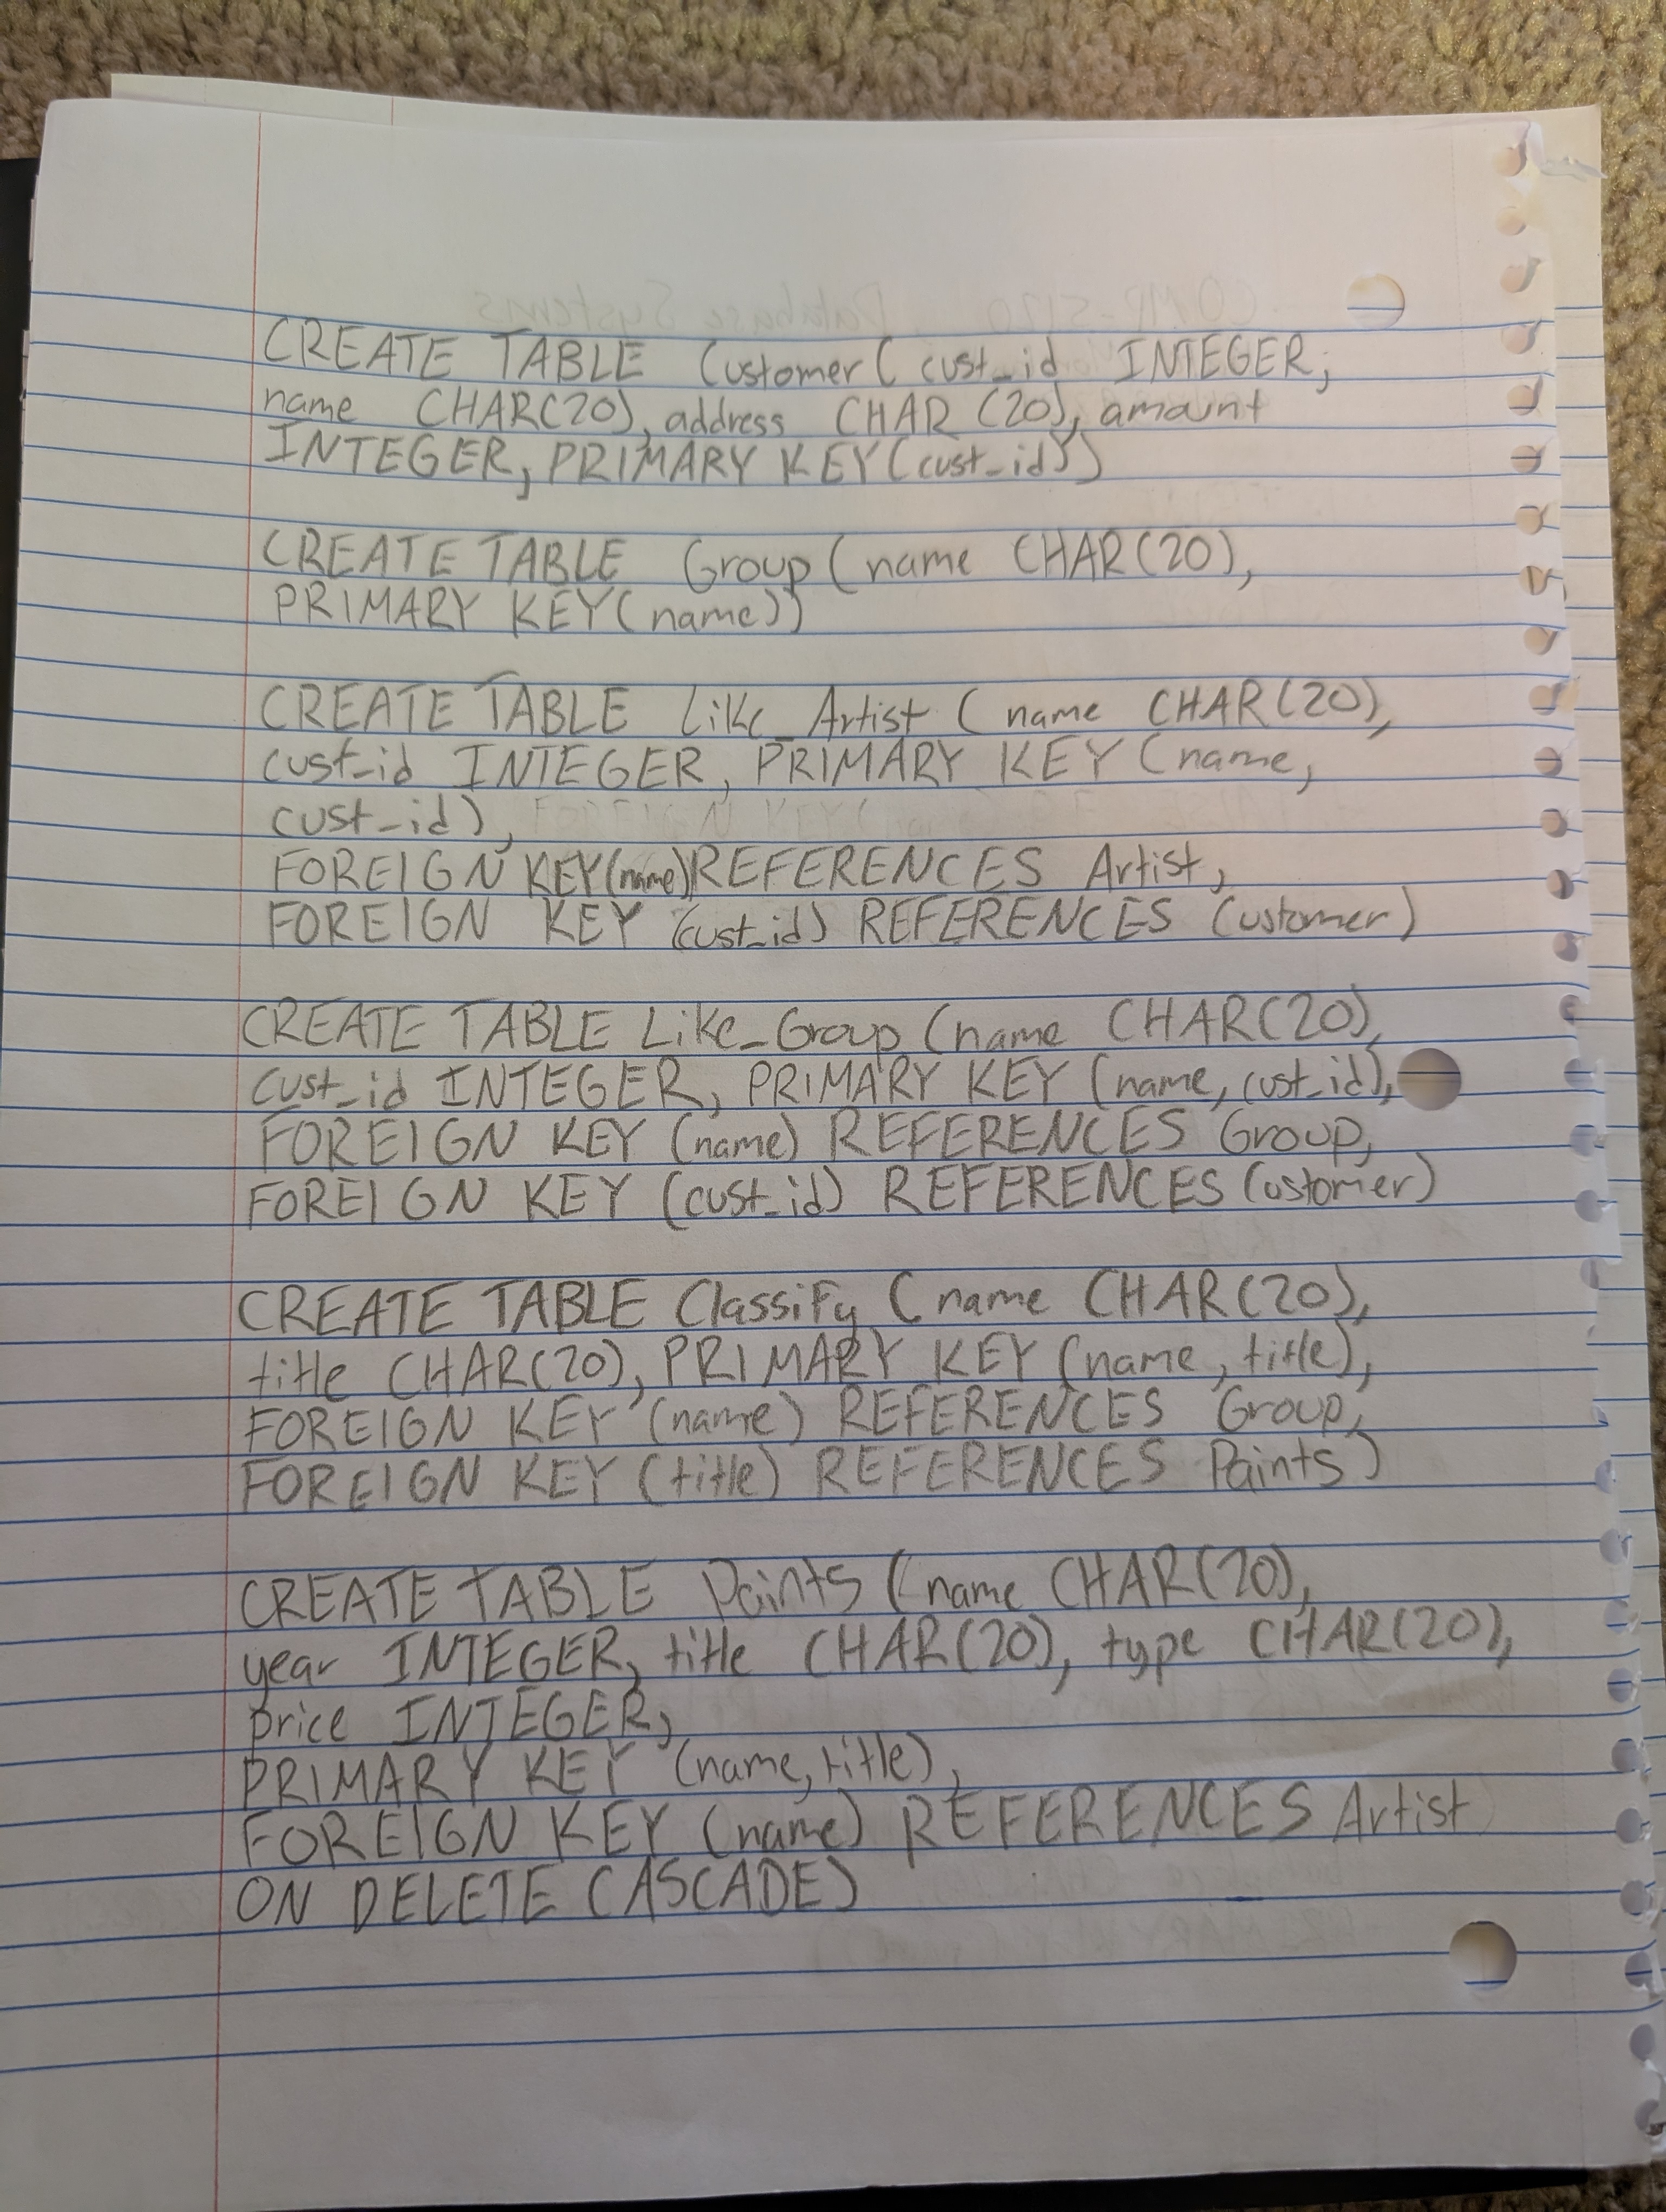 CREATE TABLE Customer( cust_id INTEGER,
name CHAR(20), address CHAR (20), amount
INTEGER, PRIMARY KEY(cust_id))
CREATE TABLE Group( name CHAR(20),
PRIMARY KEY(name))
CREATE TABLE Like_Artist ( name CHAR(20),
cust_id INTEGER, PRIMARY KEY (name,
cust_id),
FOREIGN KEY(name)REFERENCES Artist,
FOREIGN KEY (cust_id) REFERENCES Customer)
CREATE TABLE Like_Group (name CHAR(20),
cust_id INTEGER, PRIMARY KEY (name, cust_id),
FOREIGN KEY (name) REFERENCES Group,
FOREIGN KEY (cust_id) REFERENCES Customer)
CREATE TABLE Classify ( name CHAR(20),
title CHAR(20), PRIMARY KEY (name, title),
FOREIGN KEY (name) REFERENCES Group,
FOREIGN KEY (title) REFERENCES Paints)
CREATE TABLE Paints ( name CHAR(20),
year INTEGER, title CHAR(20), type CHAR(20),
price INTEGER,
PRIMARY KEY (name, title),
FOREIGN KEY (name) REFERENCES Artist
ON DELETE CASCADE)